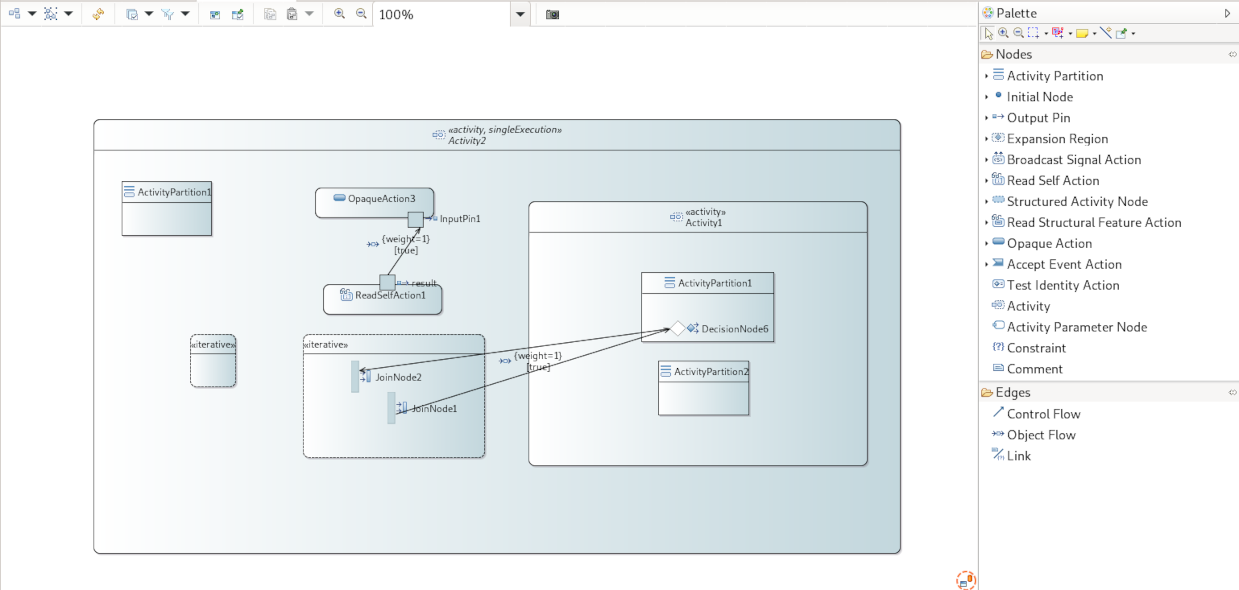 100%
«activity, singleExecution»
Activity2
ActivityPartition1
OpaqueAction3
InputPin1
{weight=1}
[true]
result
ReadSelfAction1
«iterative»
«iterative»
JoinNode2
JoinNode1
{weight=1}
[true]
«activity»
Activity1
ActivityPartition1
DecisionNode6
ActivityPartition2
Palette
Nodes
Activity Partition
Initial Node
Output Pin
Expansion Region
Broadcast Signal Action
Read Self Action
Structured Activity Node
Read Structural Feature Action
Opaque Action
Accept Event Action
Test Identity Action
Activity
Activity Parameter Node
Constraint
Comment
Edges
Control Flow
Object Flow
Link